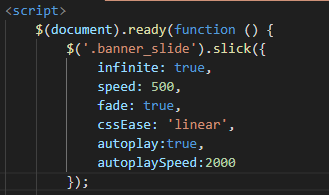 <script>
$(document).ready(function () {
$('.banner_slide').slick({
infinite: true,
speed: 500,
fade: true,
cssEase: 'linear',
autoplay:true,
autoplaySpeed:2000
});